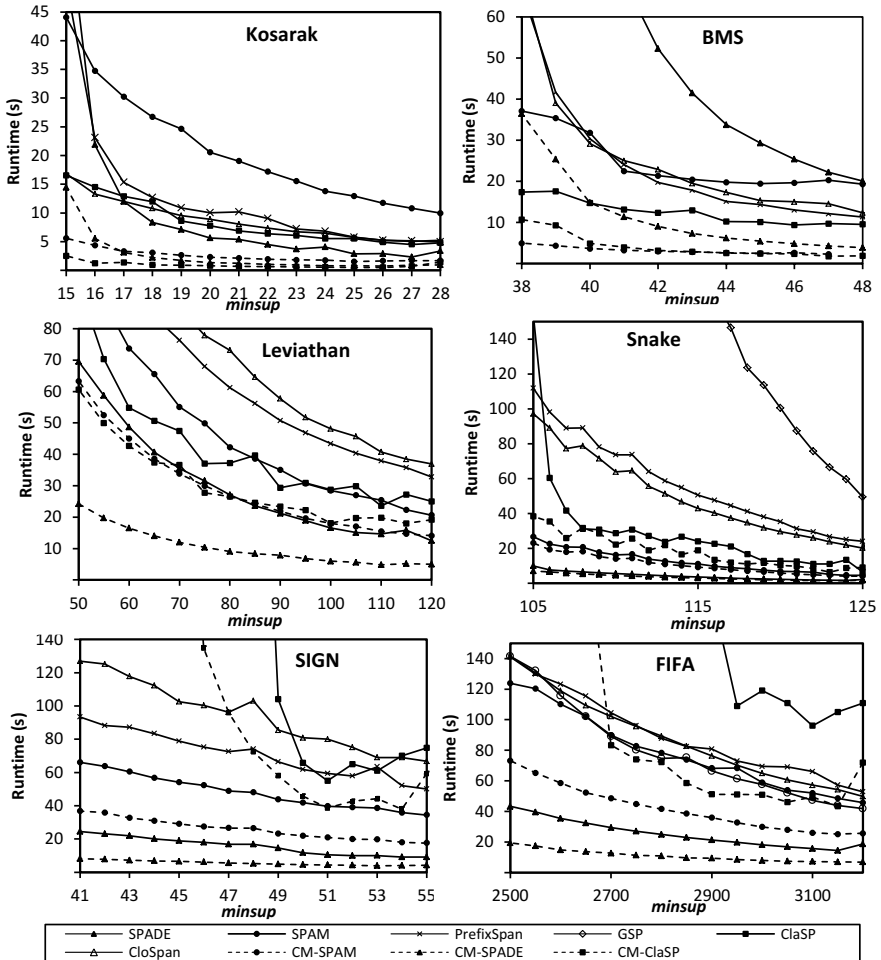 Kosarak
Runtime (s)
45
40
35
30
25
20
15
10
5
15 16 17 18 19 20 21 22 23 24 25 26 27 28
minsup
BMS
Runtime (s)
60
50
40
30
20
10
38 40 42 44 46 48
minsup
Leviathan
Runtime (s)
80
70
60
50
40
30
20
10
50 60 70 80 90 100 110 120
minsup
Snake
Runtime (s)
140
120
100
80
60
40
20
105 115 125
minsup
SIGN
Runtime (s)
140
120
100
80
60
40
20
41 43 45 47 49 51 53 55
minsup
FIFA
Runtime (s)
140
120
100
80
60
40
20
2500 2700 2900 3100
minsup
SPADE SPAM PrefixSpan GSP ClaSP
CloSpan CM-SPAM CM-SPADE CM-ClaSP